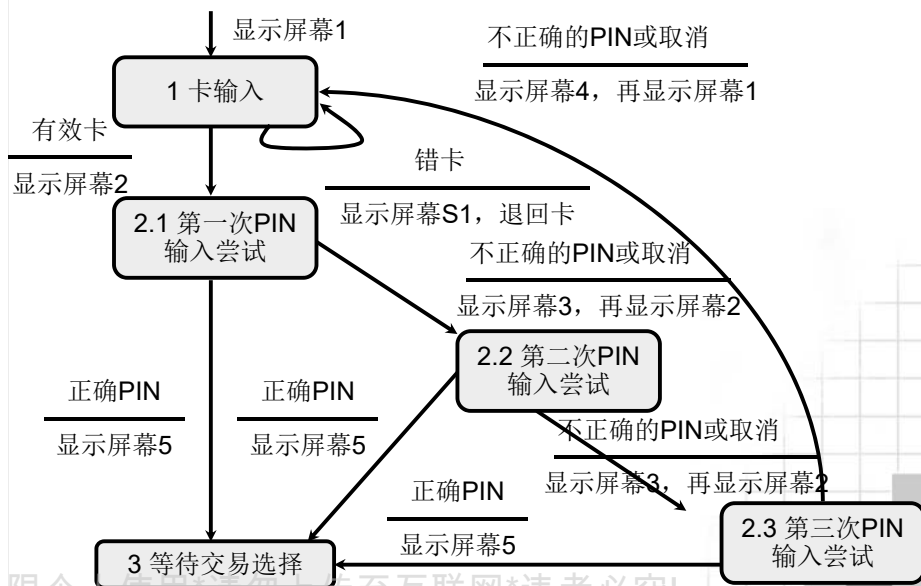 显示屏幕1
不正确的PIN或取消
显示屏幕4，再显示屏幕1
1 卡输入
有效卡
显示屏幕2
错卡
显示屏幕S1，退回卡
2.1 第一次PIN
输入尝试
不正确的PIN或取消
显示屏幕3，再显示屏幕2
2.2 第二次PIN
输入尝试
正确PIN
显示屏幕5
正确PIN
显示屏幕5
不正确的PIN或取消
显示屏幕3，再显示屏幕2
正确PIN
显示屏幕5
2.3 第三次PIN
输入尝试
3 等待交易选择